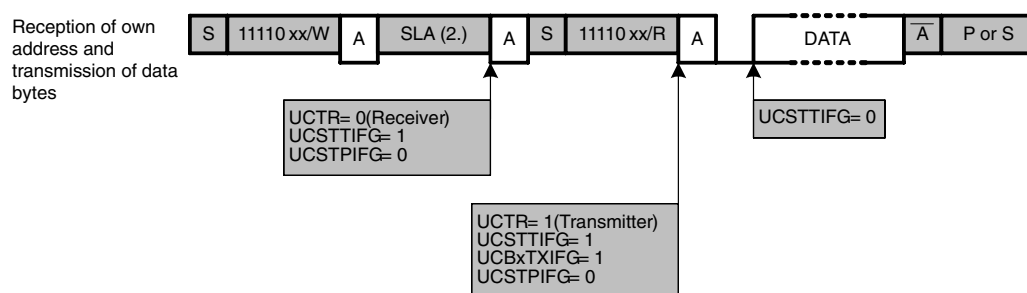 Reception of own
address and
transmission of data
bytes
S 11110 xx/W A SLA (2.) A S 11110 xx/R A DATA A P or S
UCTR= 0(Receiver)
UCSTTIFG= 1
UCSTPIFG= 0
UCSTTIFG= 0
UCTR= 1(Transmitter)
UCSTTIFG= 1
UCBxTXIFG= 1
UCSTPIFG= 0